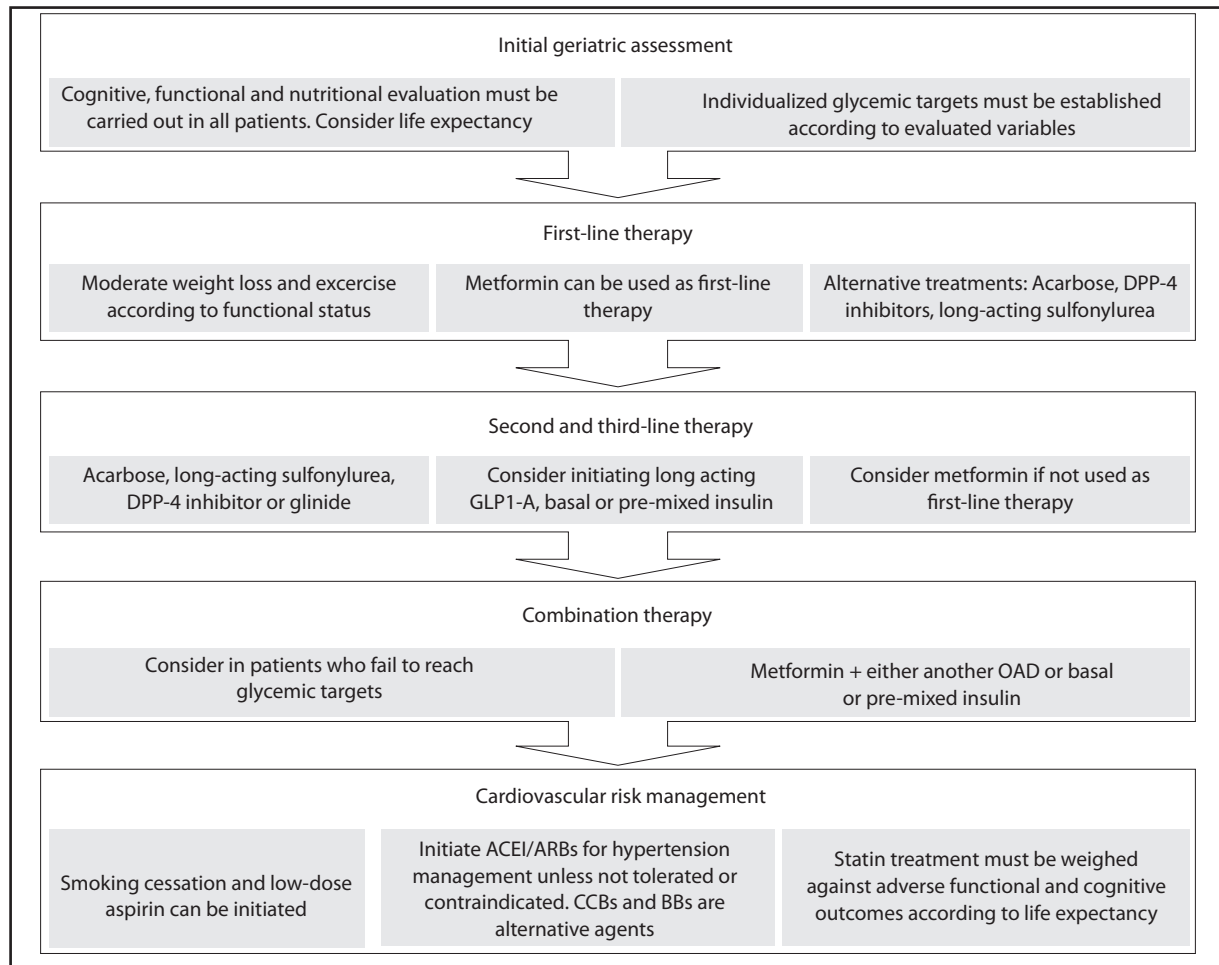 Initial geriatric assessment
Cognitive, functional and nutritional evaluation must be
carried out in all patients. Consider life expectancy
Individualized glycemic targets must be established
according to evaluated variables
First-line therapy
Moderate weight loss and excercise
according to functional status
Metformin can be used as first-line
therapy
Alternative treatments: Acarbose, DPP-4
inhibitors, long-acting sulfonylurea
Second and third-line therapy
Acarbose, long-acting sulfonylurea,
DPP-4 inhibitor or glinide
Consider initiating long acting
GLP1-A, basal or pre-mixed insulin
Consider metformin if not used as
first-line therapy
Combination therapy
Consider in patients who fail to reach
glycemic targets
Metformin + either another OAD or basal
or pre-mixed insulin
Cardiovascular risk management
Smoking cessation and low-dose
aspirin can be initiated
Initiate ACEI/ARBs for hypertension
management unless not tolerated or
contraindicated. CCBs and BBs are
alternative agents
Statin treatment must be weighed
against adverse functional and cognitive
outcomes according to life expectancy